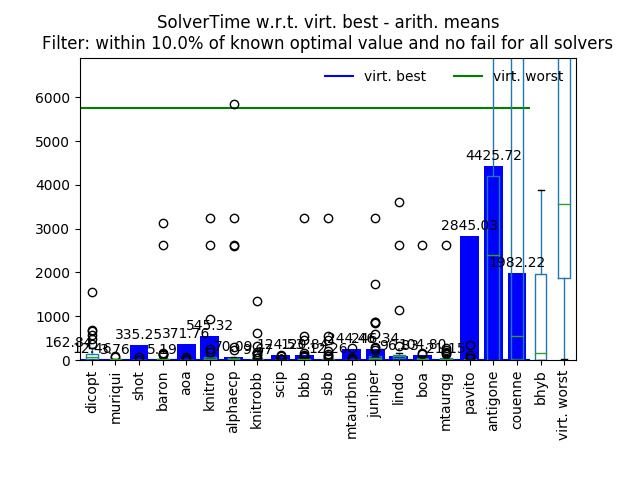 SolverTime w.r.t. virt. best - arith. means
Filter: within 10.0% of known optimal value and no fail for all solvers
virt. best
virt. worst
6000
5000
4000
3000
2000
1000
0
4425.72
2845.03
1982.22
545.32
335.25
371.76
5.19
dicopt
muriqui
shot
baron
aoa
knitro
alphaecp
knitrobb
scip
bbb
sbb
mtaurbnb
juniper
lindo
boa
mtaurqg
pavito
antigone
couenne
bhyb
virt. worst